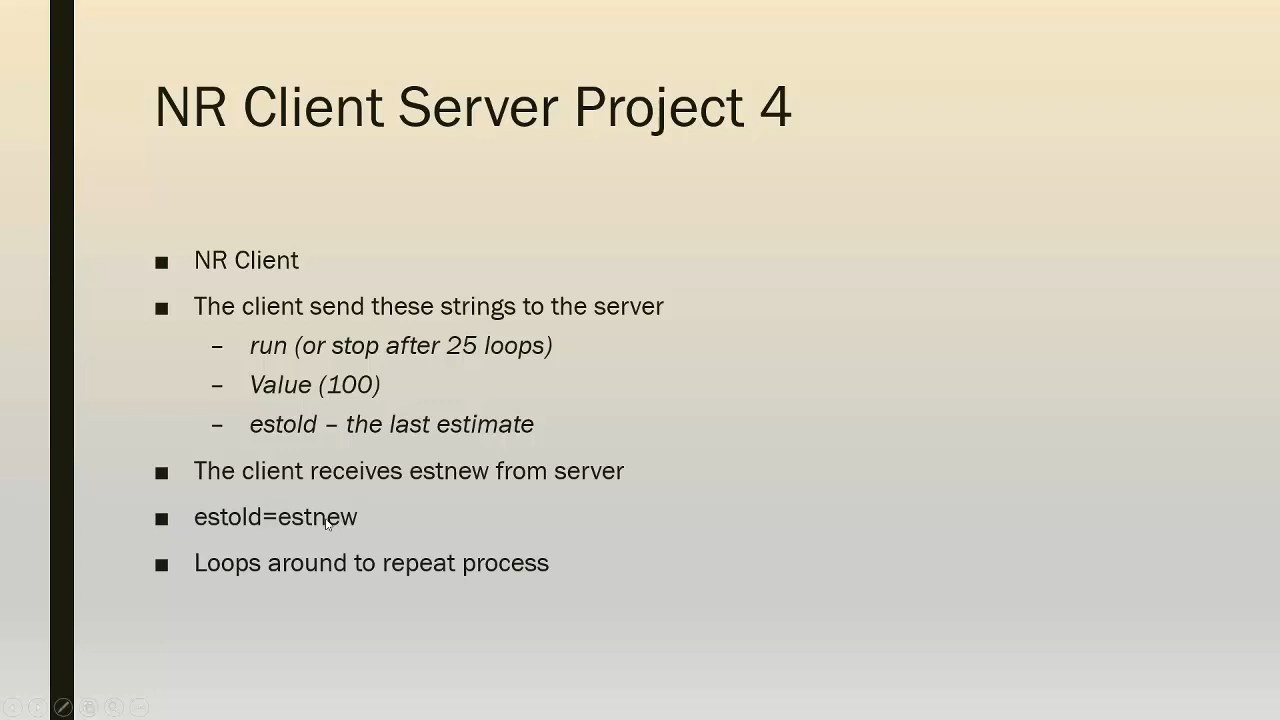 NR Client Server Project 4
■ NR Client
■ The client send these strings to the server
– run (or stop after 25 loops)
– Value (100)
– estold – the last estimate
■ The client receives estnew from server
■ estold=estnew
■ Loops around to repeat process